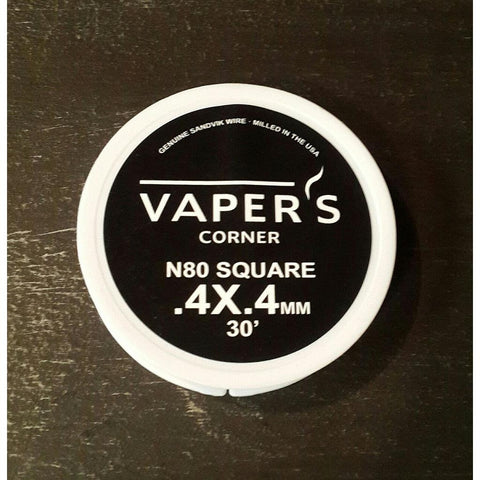 GENUINE SANDVIK WIRE - MILLED IN THE USA
VAPER'S
CORNER
N80 SQUARE
.4X.4MM
30'